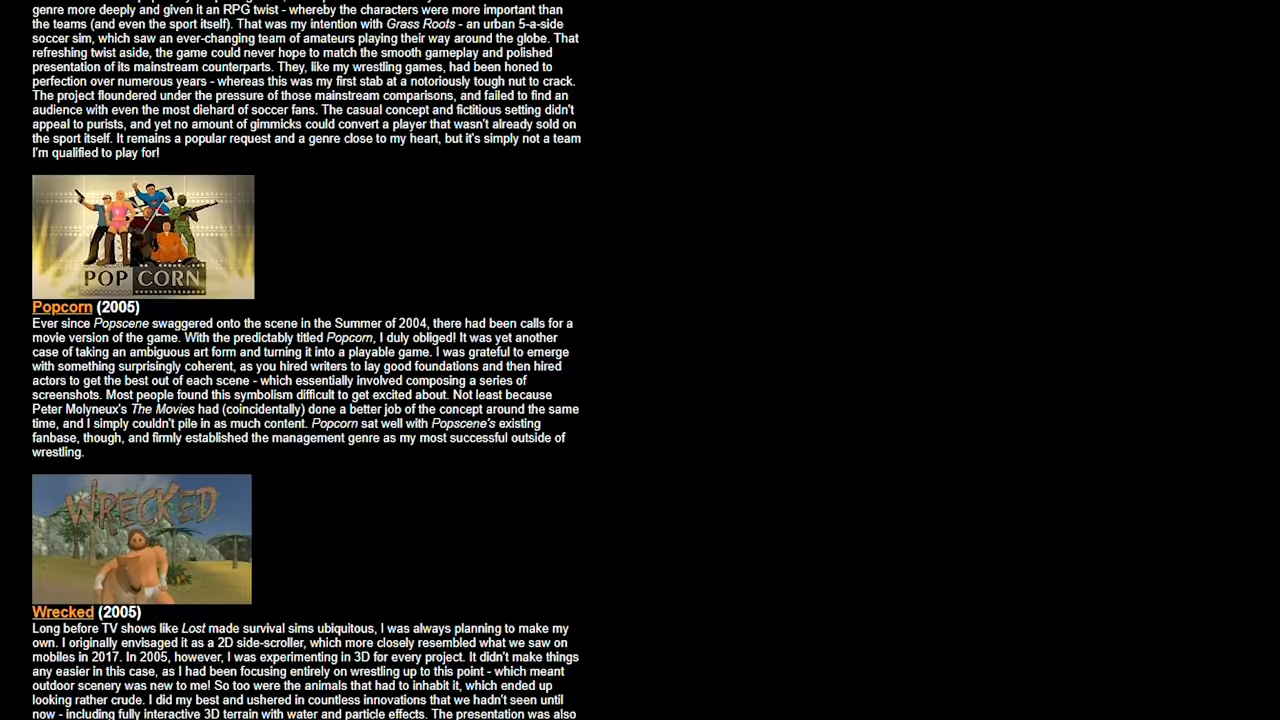 genre more deeply and given it an RPG twist - whereby the characters were more important than
the teams (and even the sport itself). That was my intention with Grass Roots - an urban 5-a-side
soccer sim, which saw an ever-changing team of amateurs playing their way around the globe. That
refreshing twist aside, the game could never hope to match the smooth gameplay and polished
presentation of its mainstream counterparts. They, like my wrestling games, had been honed to
perfection over numerous years - whereas this was my first stab at a notoriously tough nut to crack.
The project floundered under the pressure of those mainstream comparisons, and failed to find an
audience with even the most diehard of soccer fans. The casual concept and fictitious setting didn't
appeal to purists, and yet no amount of gimmicks could convert a player that wasn't already sold on
the sport itself. It remains a popular request and a genre close to my heart, but it's simply not a team
I'm qualified to play for!
POP CORN
Popcorn (2005)
Ever since Popscene swaggered onto the scene in the Summer of 2004, there had been calls for a
movie version of the game. With the predictably titled Popcorn, I duly obliged! It was yet another
case of taking an ambiguous art form and turning it into a playable game. I was grateful to emerge
with something surprisingly coherent, as you hired writers to lay good foundations and then hired
actors to get the best out of each scene - which essentially involved composing a series of
screenshots. Most people found this symbolism difficult to get excited about. Not least because
Peter Molyneux's The Movies had (coincidentally) done a better job of the concept around the same
time, and I simply couldn't pile in as much content. Popcorn sat well with Popscene's existing
fanbase, though, and firmly established the management genre as my most successful outside of
wrestling.
WRECKED
Wrecked (2005)
Long before TV shows like Lost made survival sims ubiquitous, I was always planning to make my
own. I originally envisaged it as a 2D side-scroller, which more closely resembled what we saw on
mobiles in 2017. In 2005, however, I was experimenting in 3D for every project. It didn't make things
any easier in this case, as I had been focusing entirely on wrestling up to this point - which meant
outdoor scenery was new to me! So too were the animals that had to inhabit it, which ended up
looking rather crude. I did my best and ushered in countless innovations that we hadn't seen until
now - including fully interactive 3D terrain with water and particle effects. The presentation was also